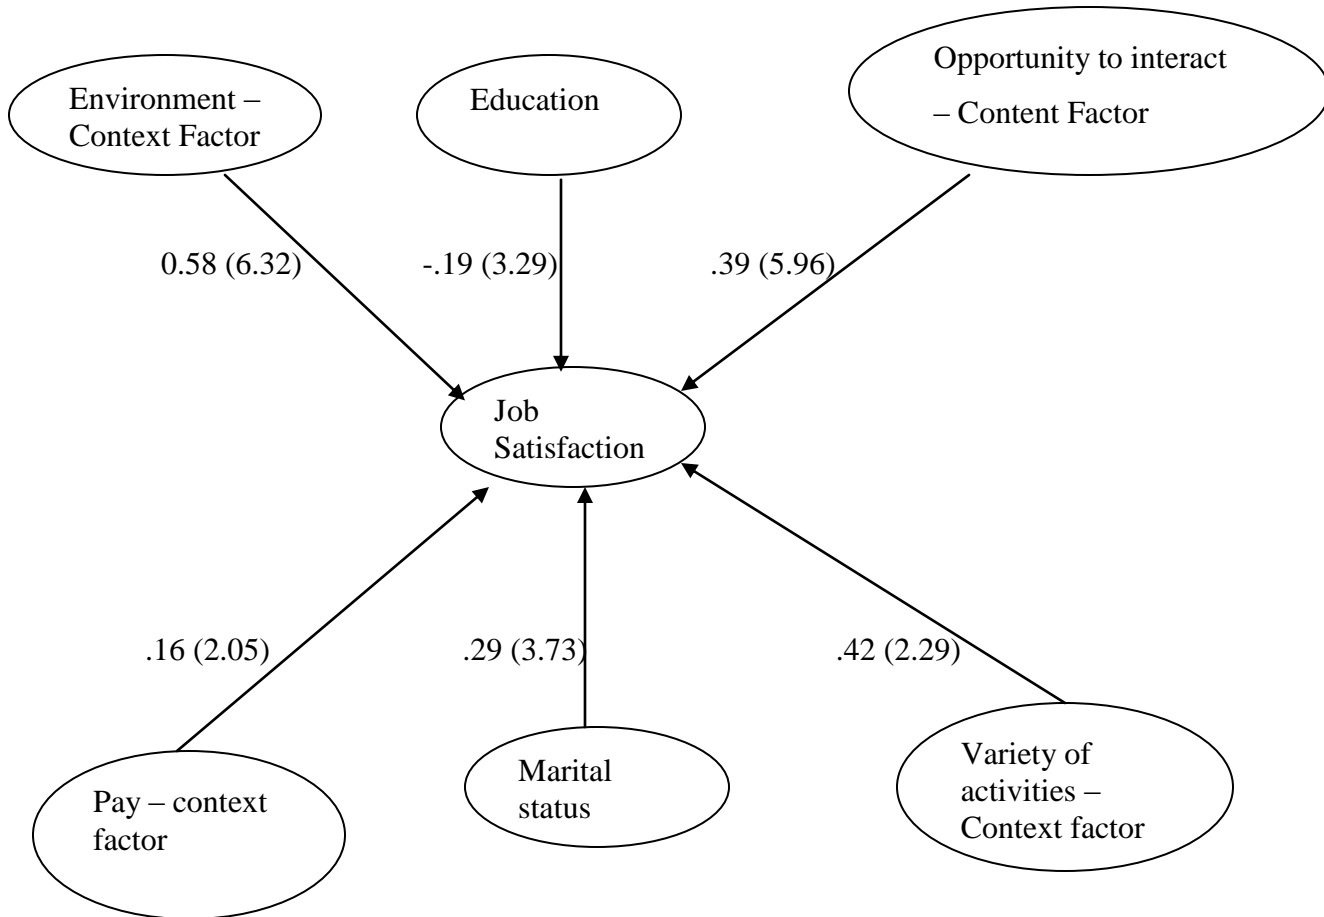 Environment –
Context Factor
Education
Opportunity to interact
– Content Factor
0.58 (6.32)
-.19 (3.29)
.39 (5.96)
Job
Satisfaction
.16 (2.05)
.29 (3.73)
.42 (2.29)
Pay – context
factor
Marital
status
Variety of
activities –
Context factor